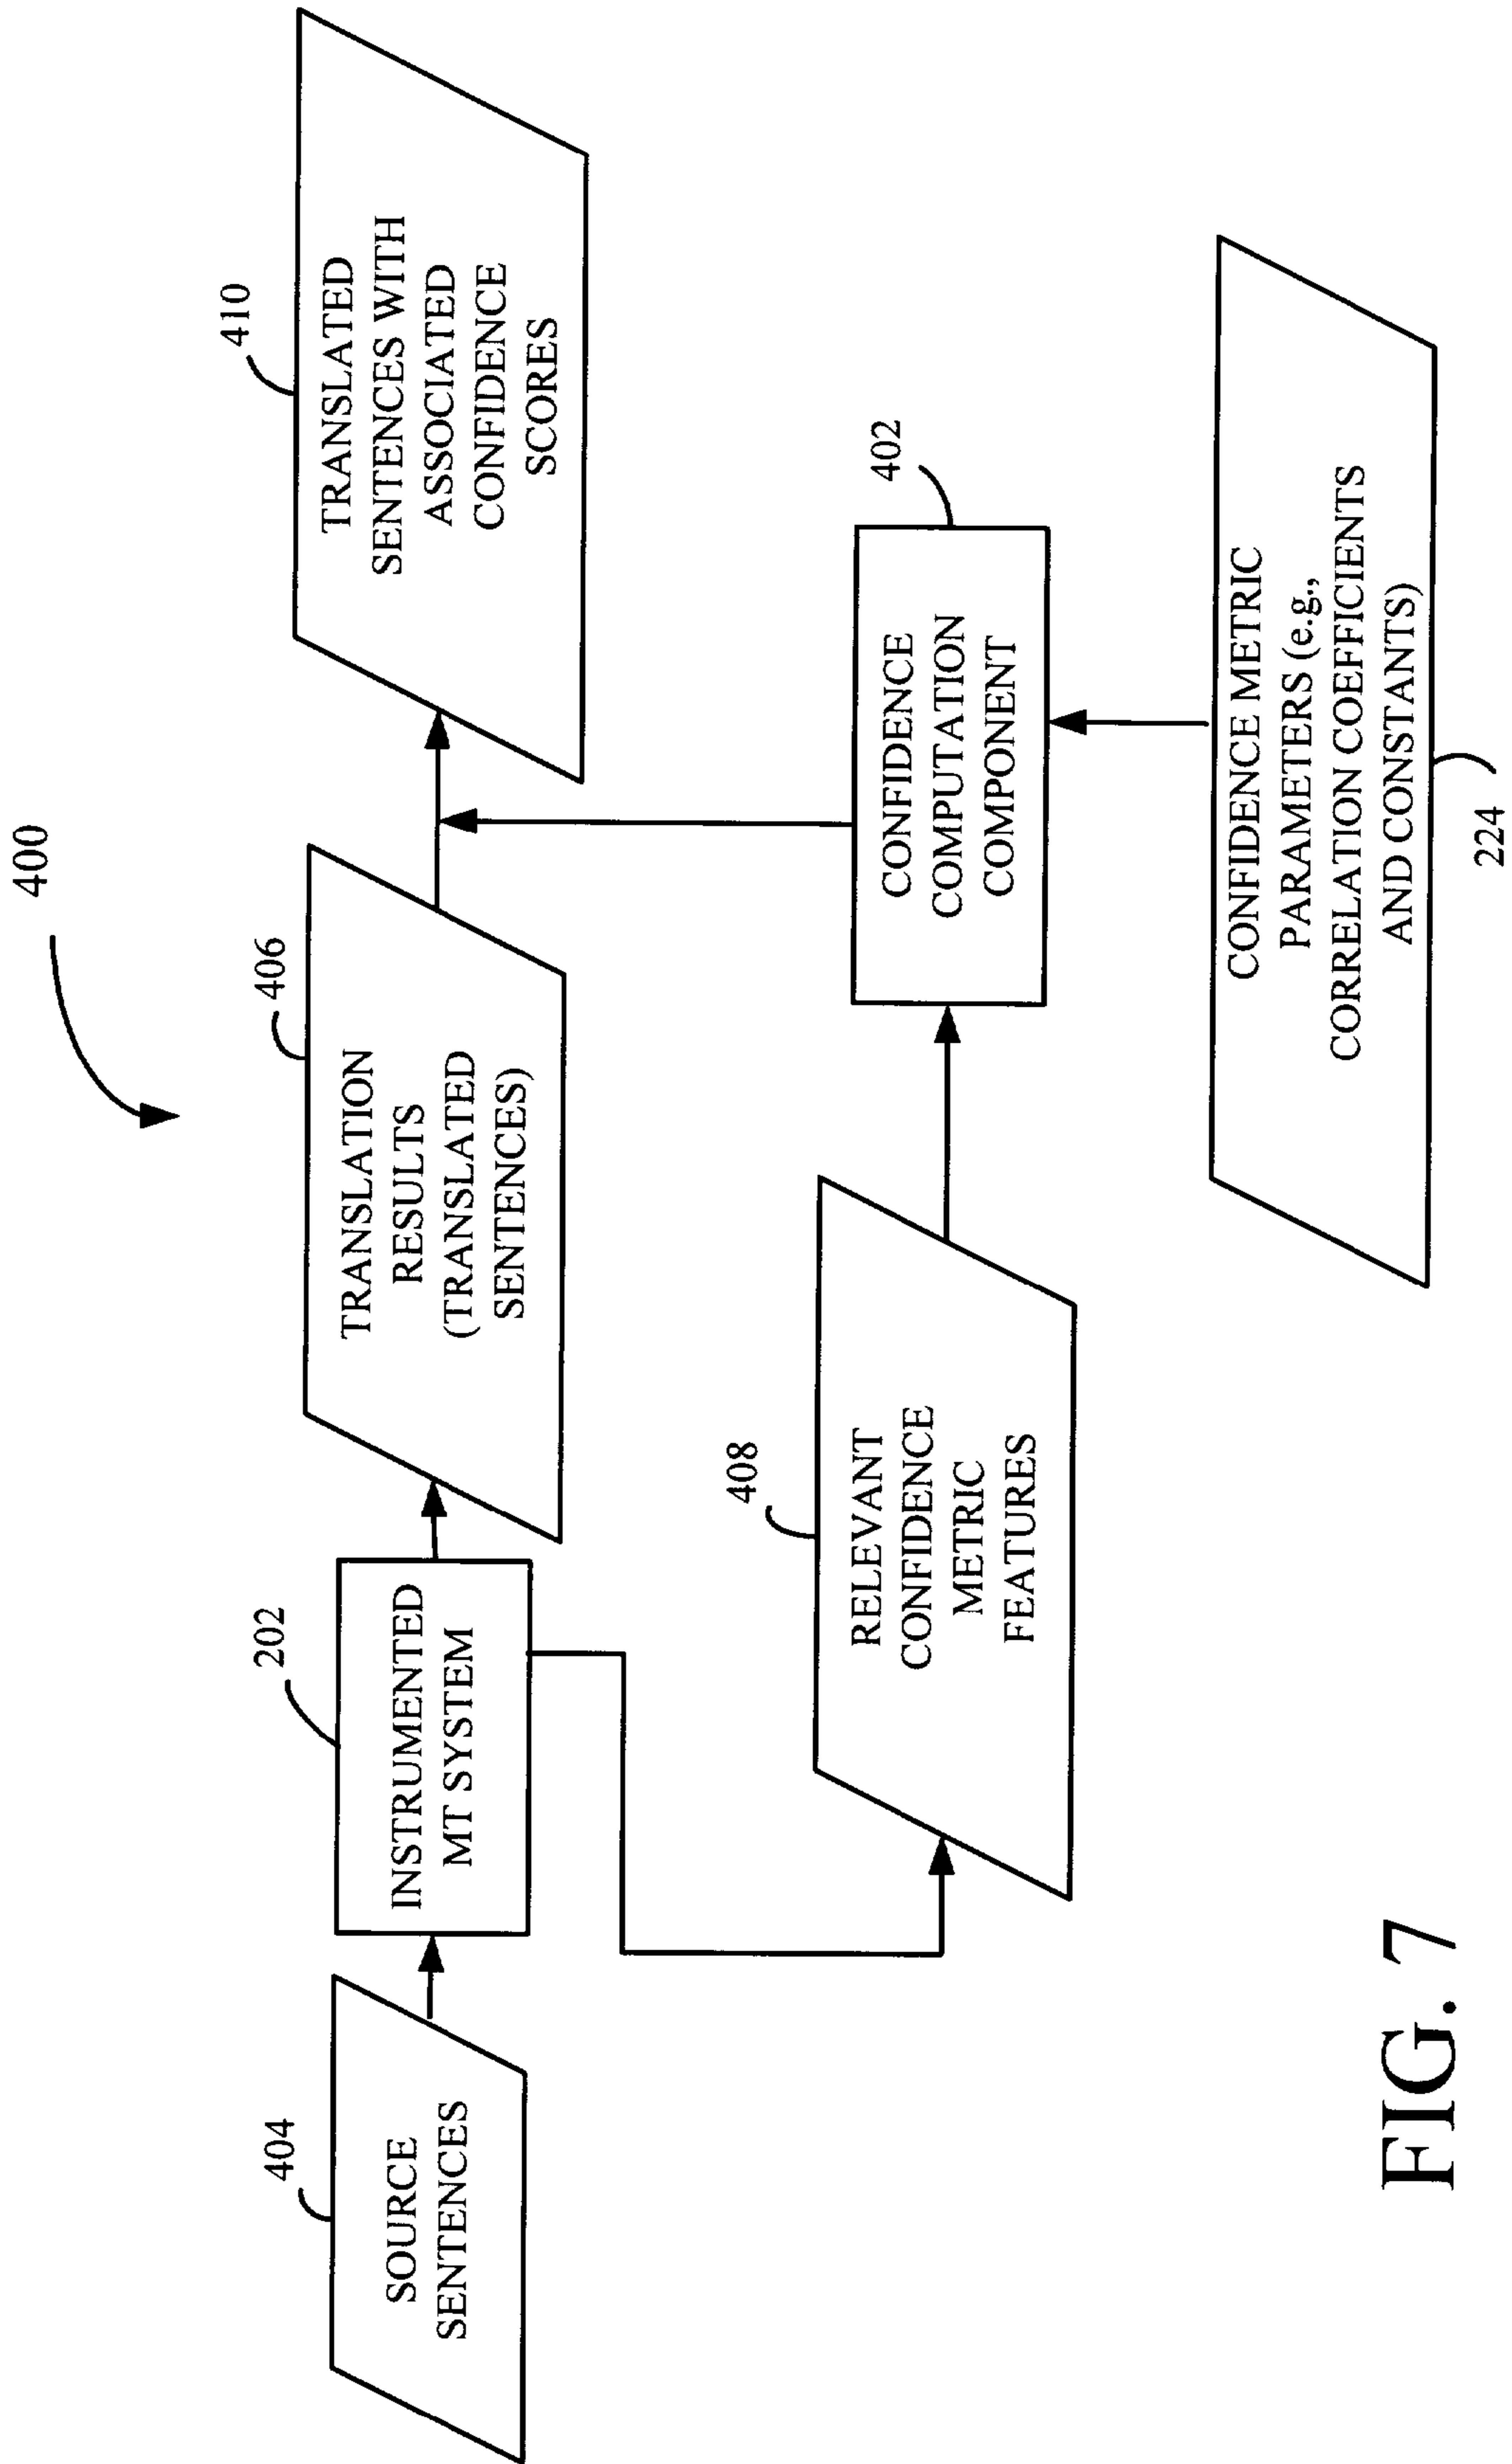 400
404
SOURCE
SENTENCES
202
INSTRUMENTED
MT SYSTEM
406
TRANSLATION
RESULTS
(TRANSLATED
SENTENCES)
410
TRANSLATED
SENTENCES WITH
ASSOCIATED
CONFIDENCE
SCORES
408
RELEVANT
CONFIDENCE
METRIC
FEATURES
402
CONFIDENCE
COMPUTATION
COMPONENT
CONFIDENCE METRIC
PARAMETERS (e.g.,
CORRELATION COEFFICIENTS
AND CONSTANTS)
224
FIG. 7